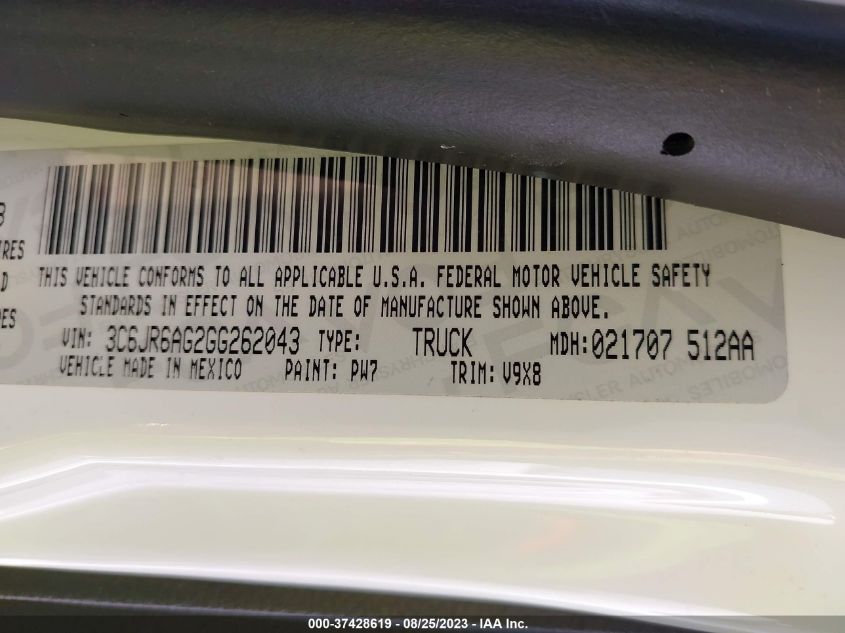 THIS VEHICLE CONFORMS TO ALL APPLICABLE U.S.A. FEDERAL MOTOR VEHICLE SAFETY
STANDARDS IN EFFECT ON THE DATE OF MANUFACTURE SHOWN ABOVE.
VIN: 3C6JR6AG2GG262043 TYPE: TRUCK MDH:021707 512AA
VEHICLE MADE IN MEXICO PAINT: PW7 TRIM: V9X8
000-37428619 - 08/25/2023 - IAA Inc.